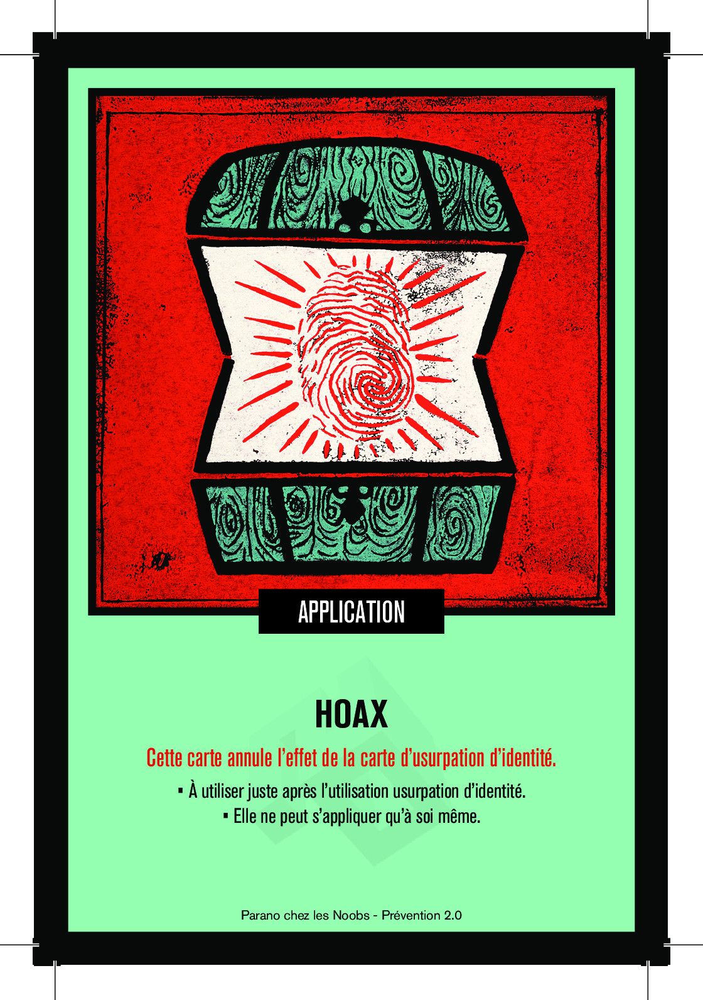 APPLICATION
HOAX
Cette carte annule l’effet de la carte d’usurpation d’identité.
▪ À utiliser juste après l’utilisation usurpation d’identité.
▪ Elle ne peut s’appliquer qu’à soi même.
Parano chez les Noobs - Prévention 2.0